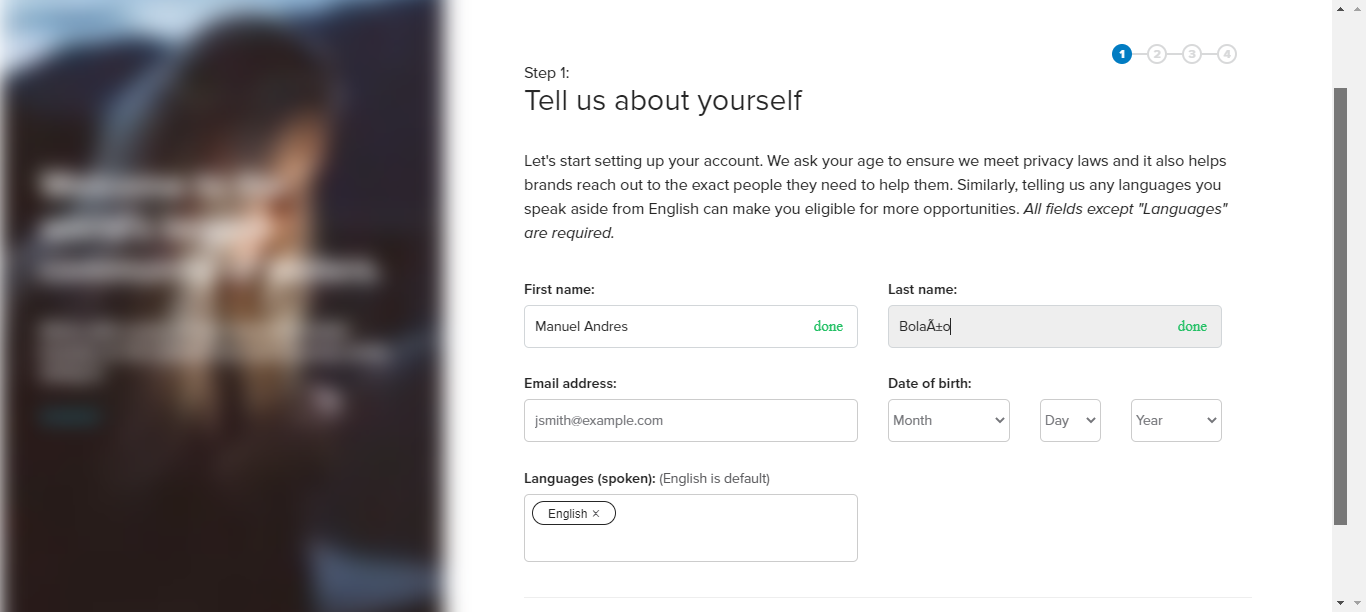 1 2 3 4
Step 1:
Tell us about yourself
Let's start setting up your account. We ask your age to ensure we meet privacy laws and it also helps
brands reach out to the exact people they need to help them. Similarly, telling us any languages you
speak aside from English can make you eligible for more opportunities. All fields except "Languages"
are required.
First name: Last name:
Manuel Andres done BolaÃ±o done
Email address: Date of birth:
jsmith@example.com Month Day Year
Languages (spoken): (English is default)
English ×